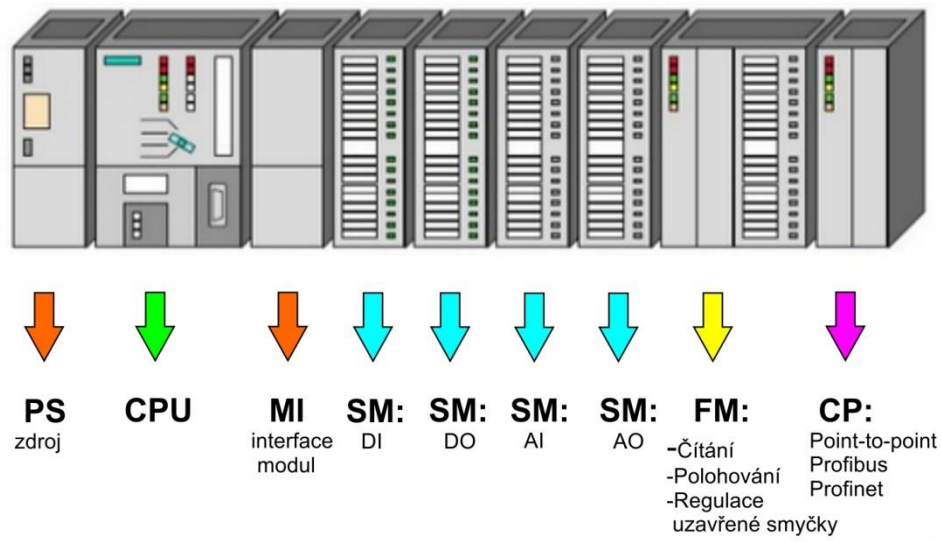 PS
zdroj
CPU
MI
interface
modul
SM:
DI
SM:
DO
SM:
AI
SM:
AO
FM:
-Čítání
-Polohování
-Regulace
uzavřené smyčky
CP:
Point-to-point
Profibus
Profinet